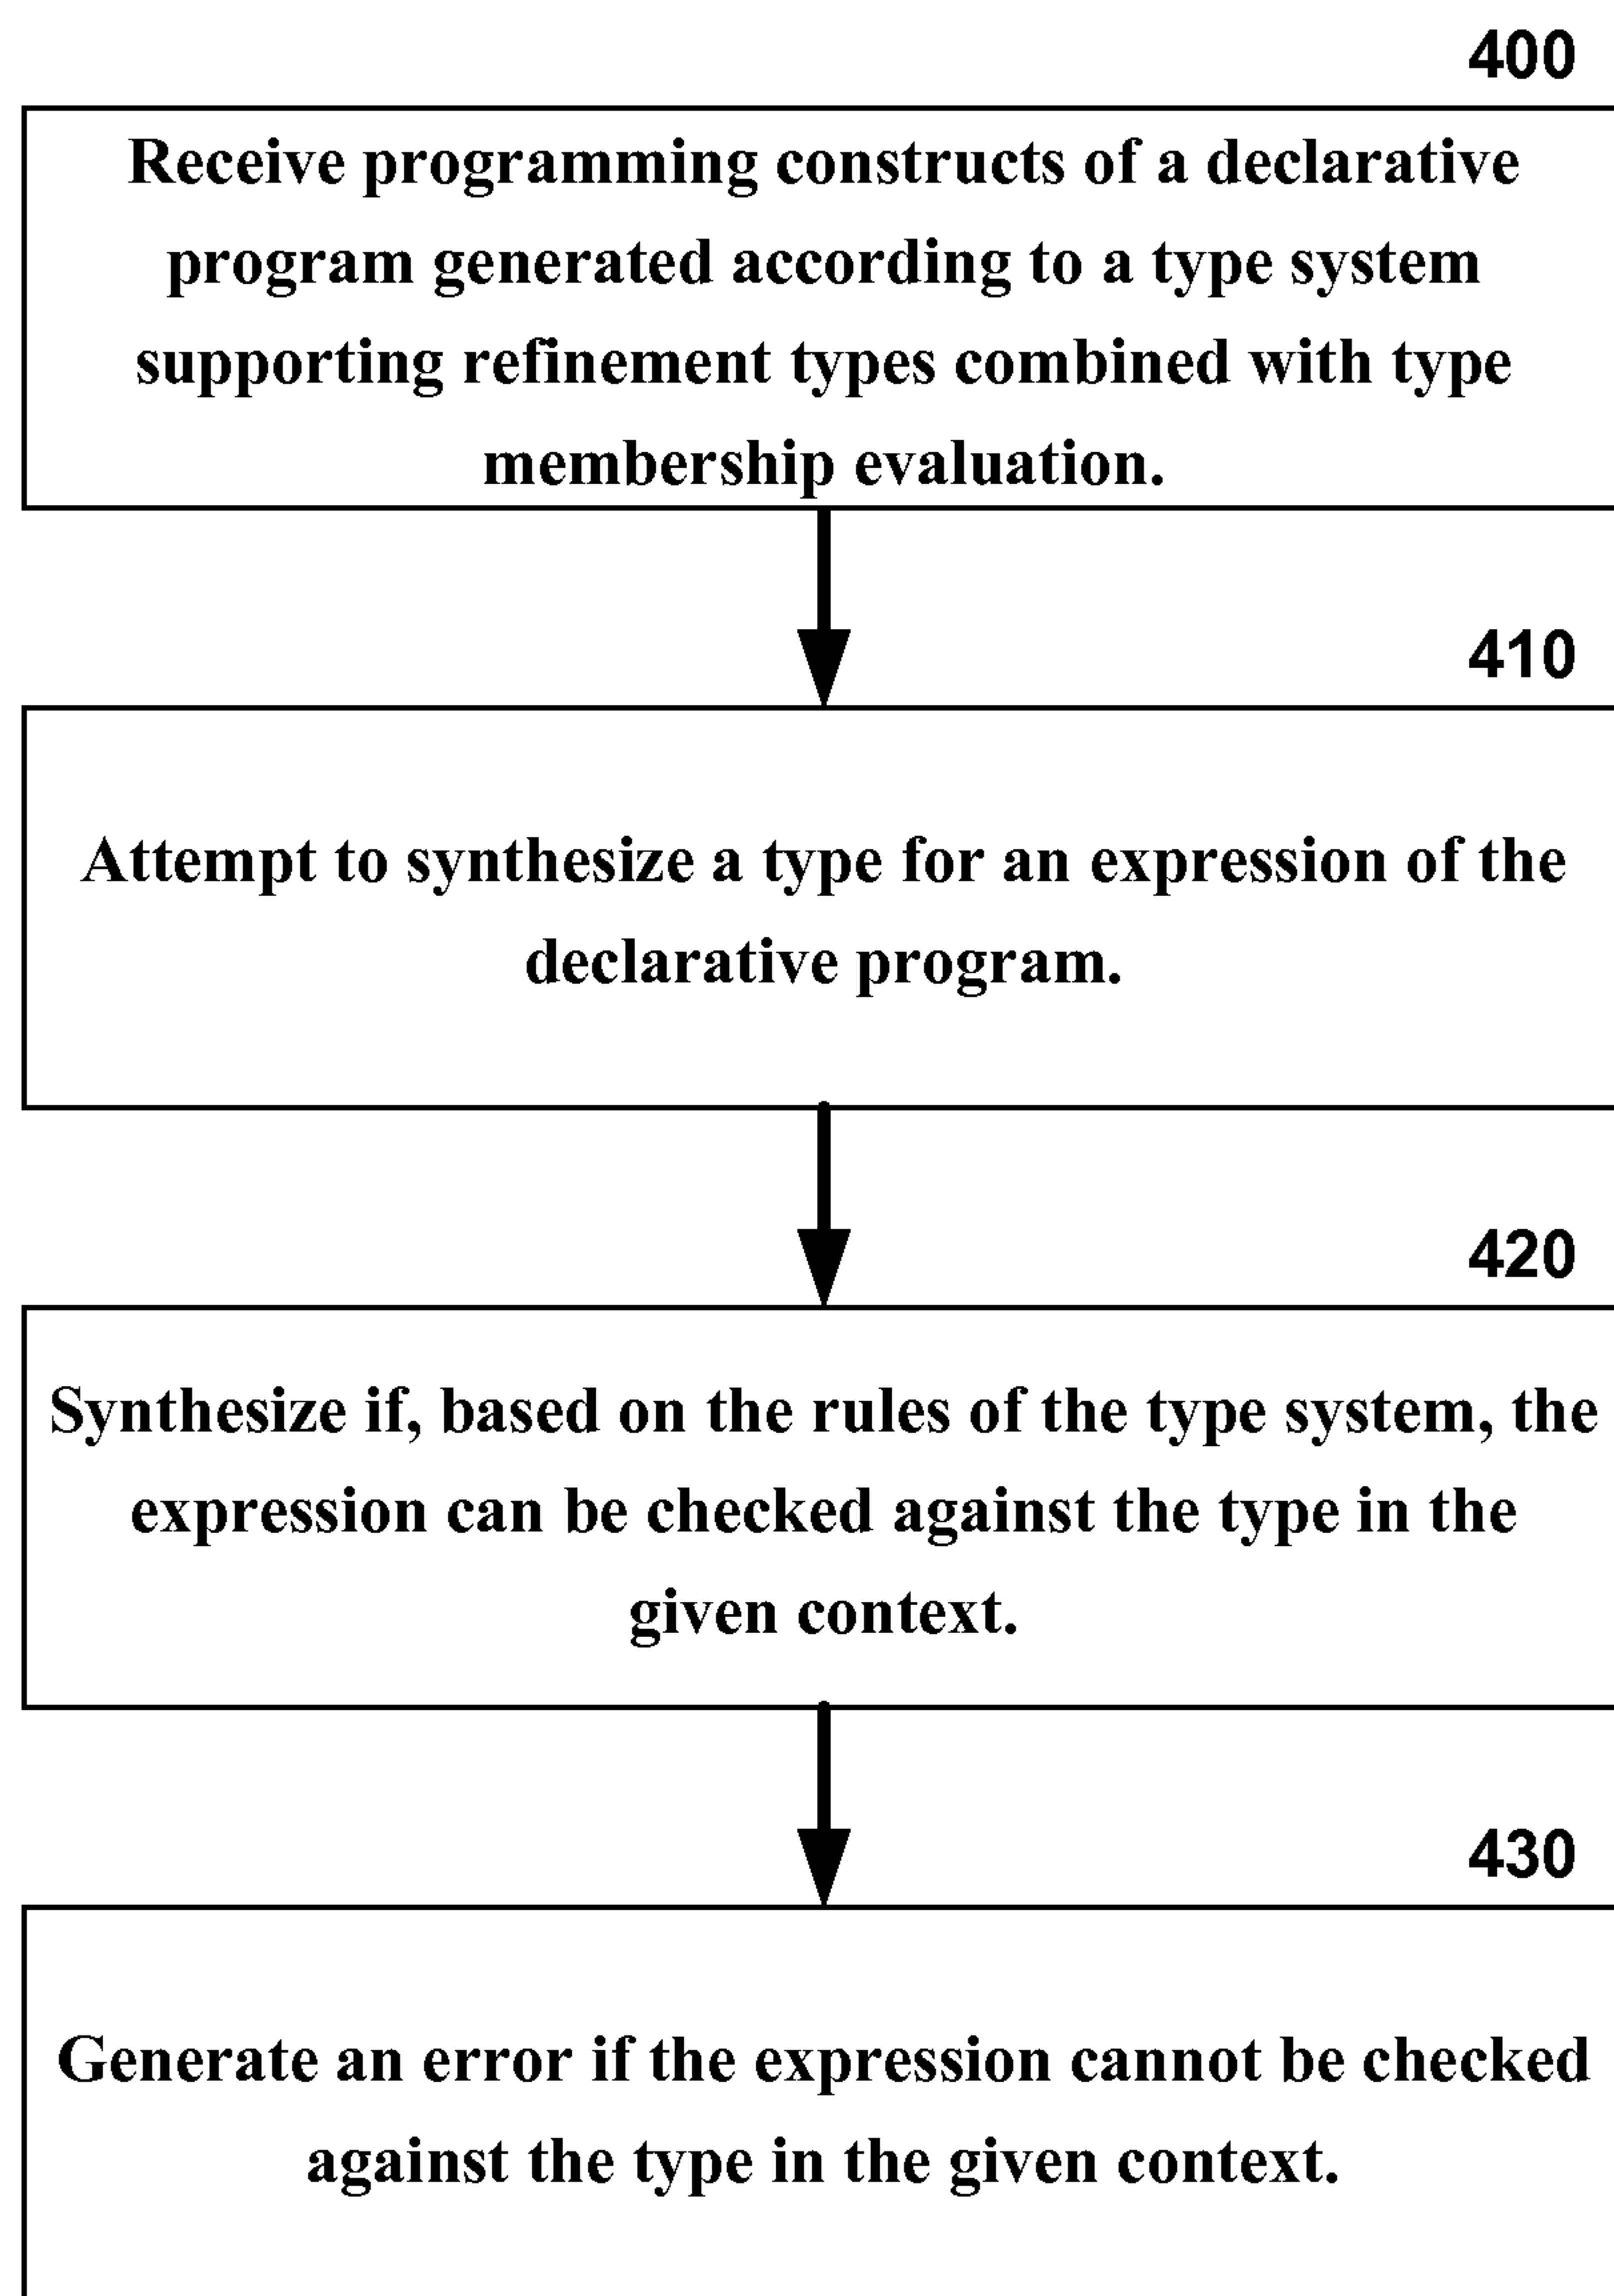 400
Receive programming constructs of a declarative
program generated according to a type system
supporting refinement types combined with type
membership evaluation.
410
Attempt to synthesize a type for an expression of the
declarative program.
420
Synthesize if, based on the rules of the type system, the
expression can be checked against the type in the
given context.
430
Generate an error if the expression cannot be checked
against the type in the given context.